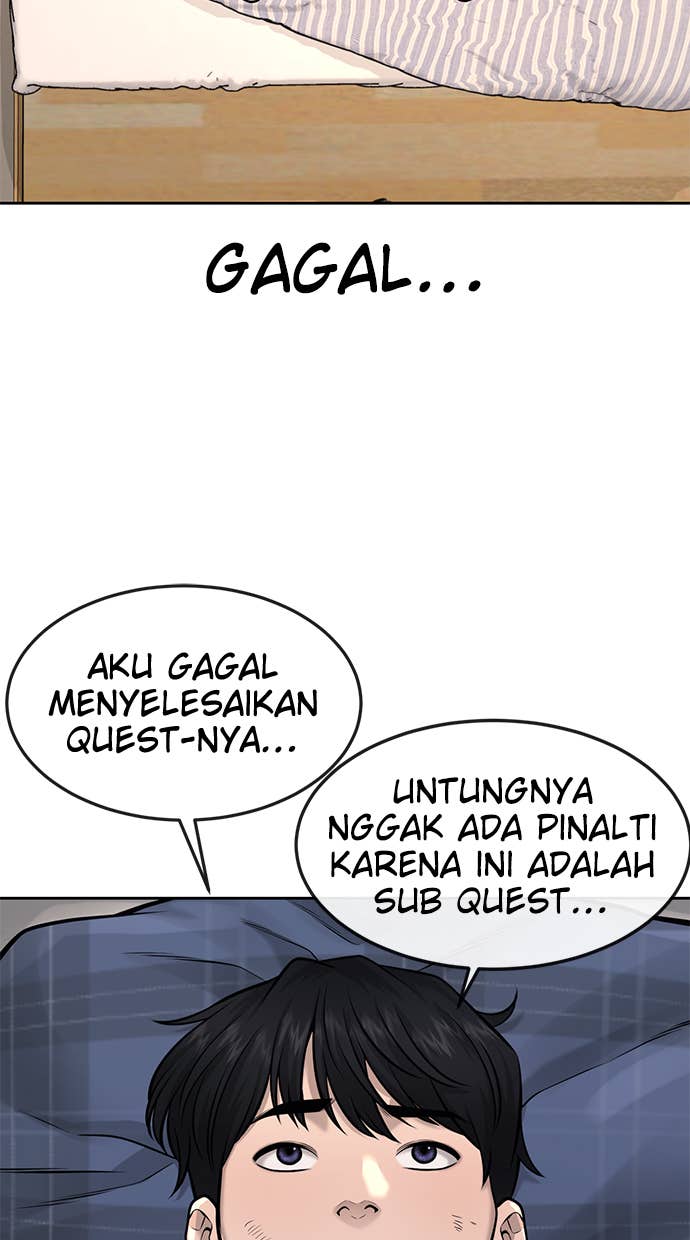 GAGAL...
AKU GAGAL
MENYELESAIKAN
QUEST-NYA...
UNTUNGNYA
NGGAK ADA PINALTI
KARENA INI ADALAH
SUB QUEST...